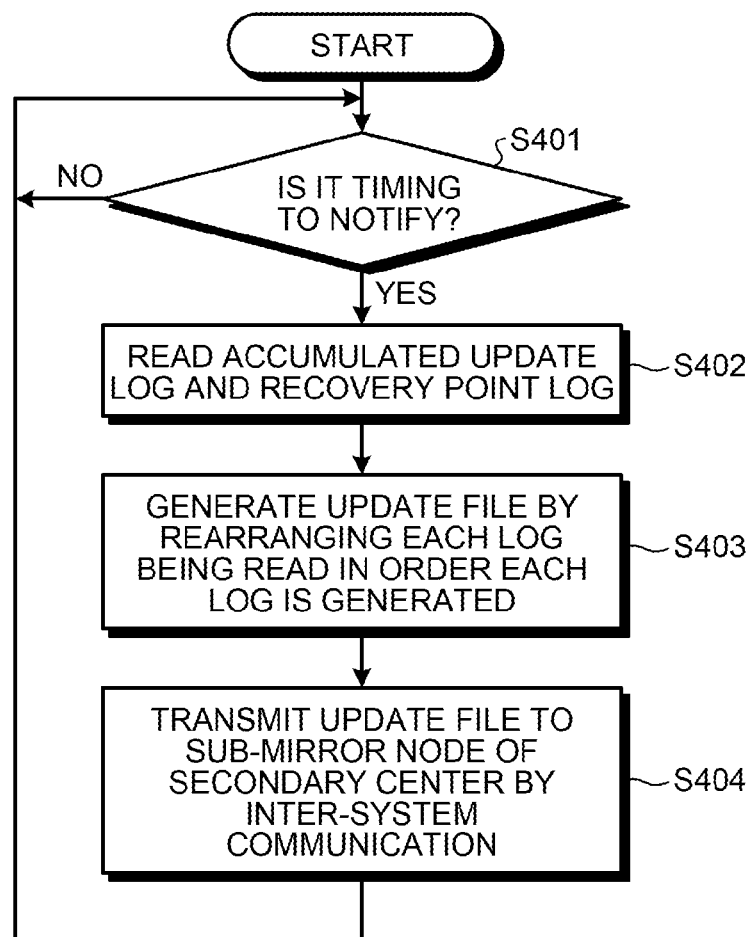 START
S401
NO
IS IT TIMING
TO NOTIFY?
YES
READ ACCUMULATED UPDATE
LOG AND RECOVERY POINT LOG
S402
GENERATE UPDATE FILE BY
REARRANGING EACH LOG
BEING READ IN ORDER EACH
LOG IS GENERATED
S403
TRANSMIT UPDATE FILE TO
SUB-MIRROR NODE OF
SECONDARY CENTER BY
INTER-SYSTEM
COMMUNICATION
S404